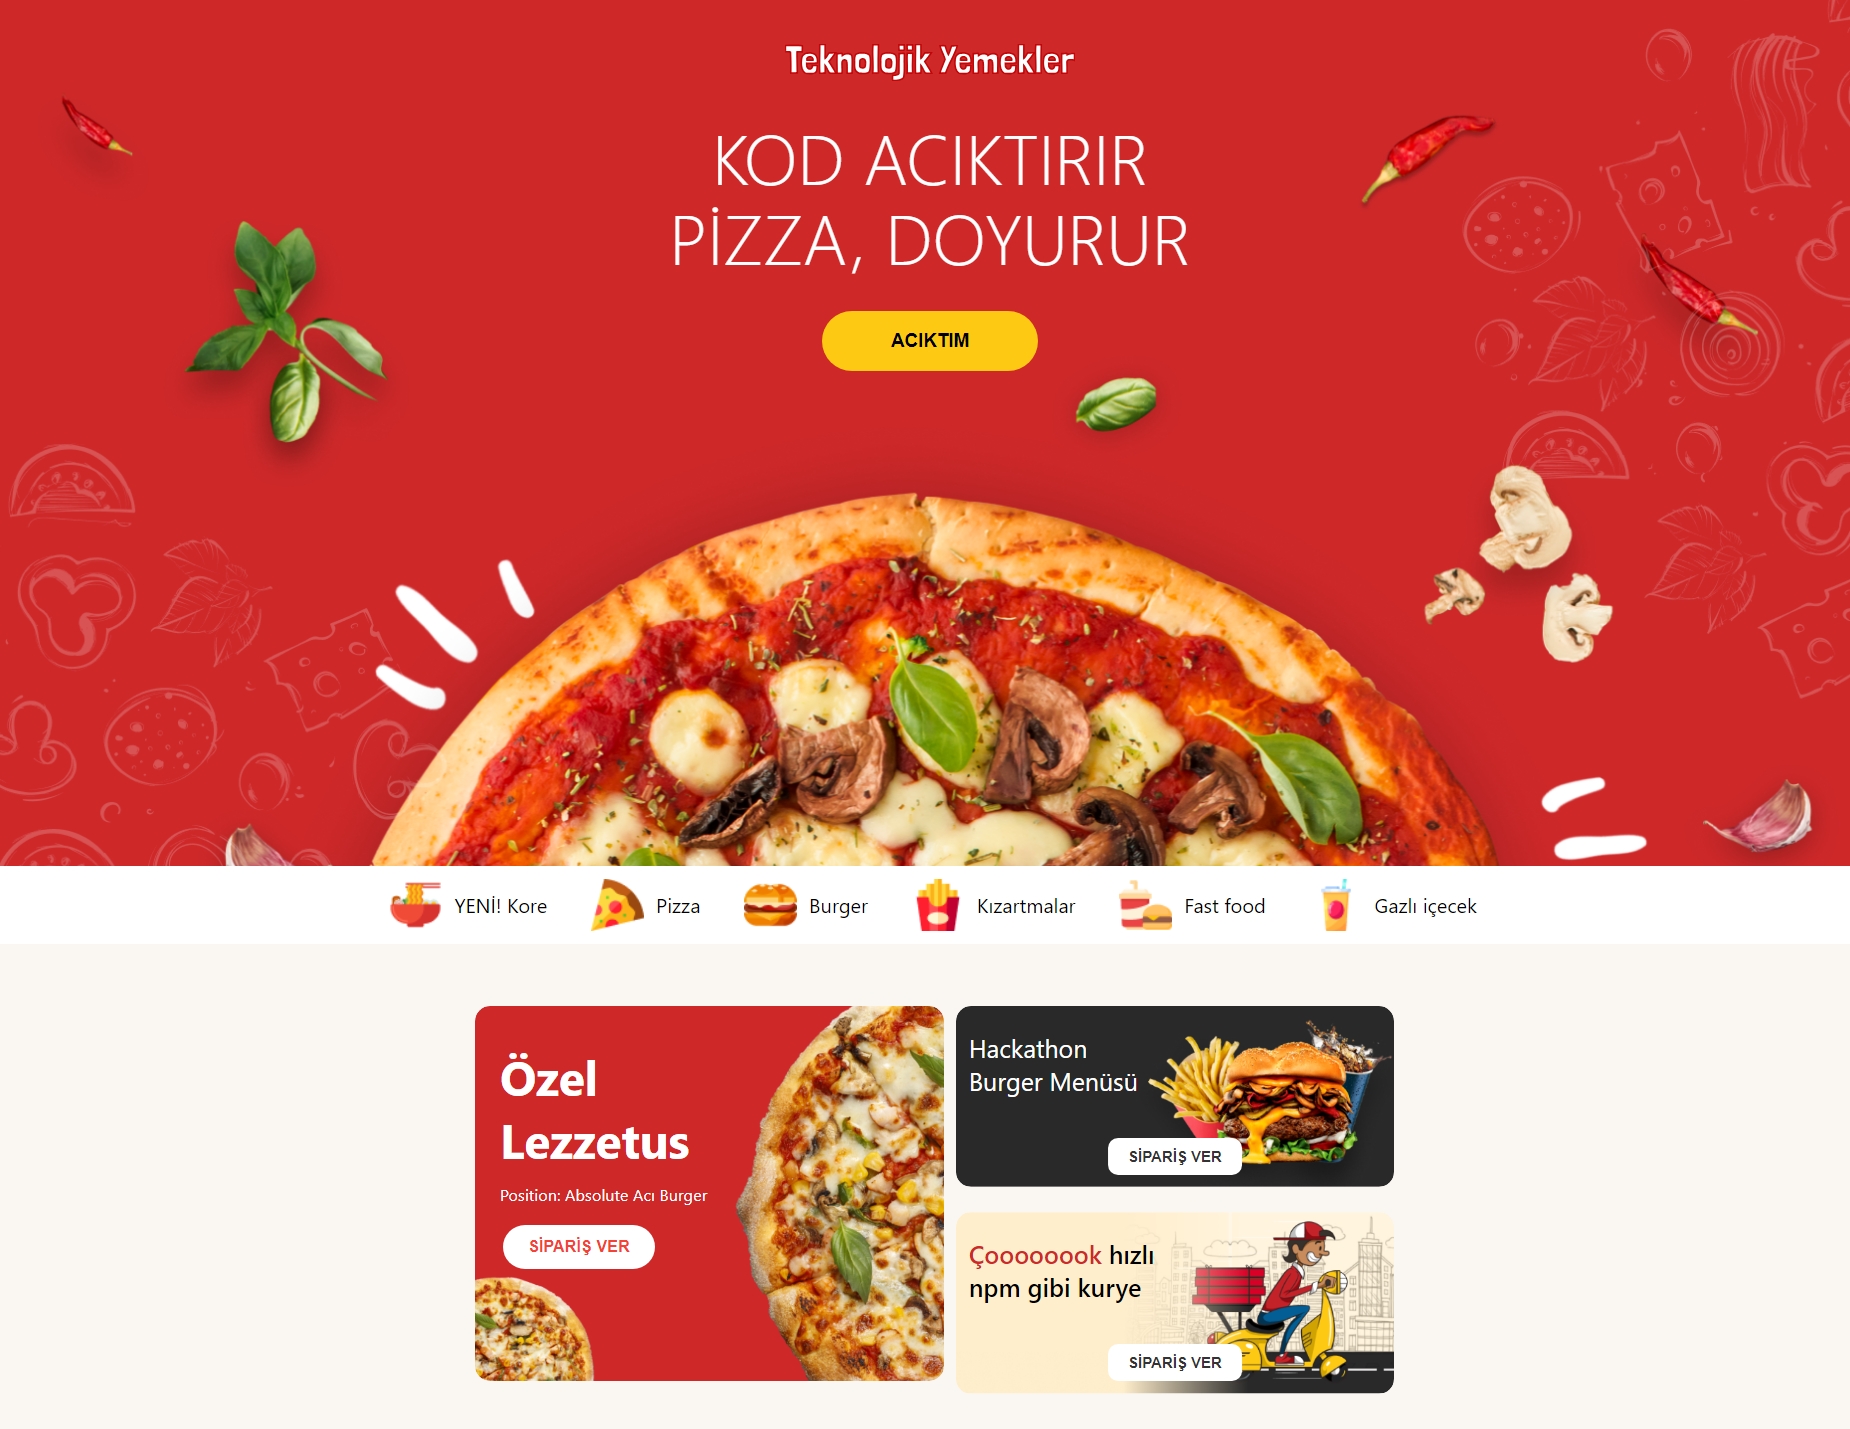 Teknolojik Yemekler
KOD ACIKTIRIR
PİZZA, DOYURUR
ACIKTIM
YENİ! Kore
Pizza
Burger
Kızartmalar
Fast food
Gazlı içecek
Özel
Lezzetus
Position: Absolute Acı Burger
SİPARİŞ VER
Hackathon
Burger Menüsü
SİPARİŞ VER
Çoooooook hızlı
npm gibi kurye
SİPARİŞ VER